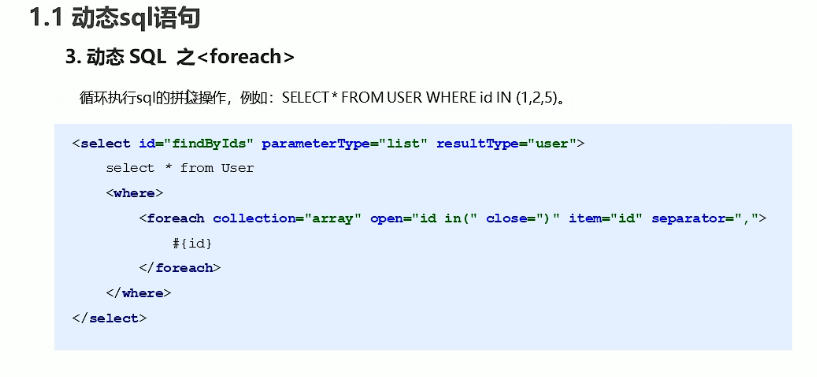 1.1 动态sql语句
3. 动态 SQL 之<foreach>
循环执行sql的拼接操作，例如：SELECT * FROM USER WHERE id IN (1,2,5)。
<select id="findByIds" parameterType="list" resultType="user">
select * from User
<where>
<foreach collection="array" open="id in(" close=")" item="id" separator=",">
#{id}
</foreach>
</where>
</select>